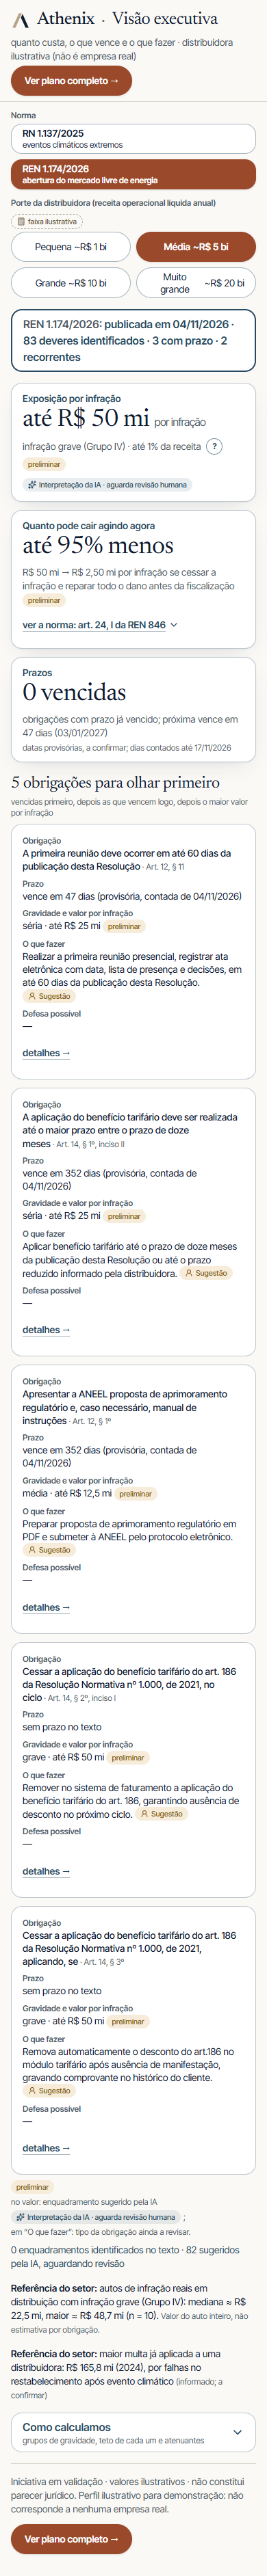 Athenix · Visão executiva
quanto custa, o que vence e o que fazer · distribuidora
ilustrativa (não é empresa real)
Ver plano completo →
Norma
RN 1.137/2025
eventos climáticos extremos
REN 1.174/2026
abertura do mercado livre de energia
Porte da distribuidora (receita operacional líquida anual)
faixa ilustrativa
Pequena ~R$ 1 bi
Média ~R$ 5 bi
Grande ~R$ 10 bi
Muito
grande
~R$ 20 bi
REN 1.174/2026: publicada em 04/11/2026 ·
83 deveres identificados · 3 com prazo · 2
recorrentes
Exposição por infração
até R$ 50 mi por infração
infração grave (Grupo IV) · até 1% da receita ?
preliminar
Interpretação da IA · aguarda revisão humana
Quanto pode cair agindo agora
até 95% menos
R$ 50 mi → R$ 2,50 mi por infração se cessar a
infração e reparar todo o dano antes da fiscalização
preliminar
ver a norma: art. 24, I da REN 846
Prazos
0 vencidas
obrigações com prazo já vencido; próxima vence em
47 dias (03/01/2027)
datas provisórias, a confirmar; dias contados até 17/11/2026
5 obrigações para olhar primeiro
vencidas primeiro, depois as que vencem logo, depois o maior valor
por infração
Obrigação
A primeira reunião deve ocorrer em até 60 dias da
publicação desta Resolução · Art. 12, § 11
Prazo
vence em 47 dias (provisória, contada de 04/11/2026)
Gravidade e valor por infração
séria · até R$ 25 mi preliminar
O que fazer
Realizar a primeira reunião presencial, registrar ata
eletrônica com data, lista de presença e decisões, em
até 60 dias da publicação desta Resolução.
Sugestão
Defesa possível
—
detalhes →
Obrigação
A aplicação do benefício tarifário deve ser realizada
até o maior prazo entre o prazo de doze
meses · Art. 14, § 1º, inciso II
Prazo
vence em 352 dias (provisória, contada de
04/11/2026)
Gravidade e valor por infração
séria · até R$ 25 mi preliminar
O que fazer
Aplicar benefício tarifário até o prazo de doze meses
da publicação desta Resolução ou até o prazo
reduzido informado pela distribuidora. Sugestão
Defesa possível
—
detalhes →
Obrigação
Apresentar a ANEEL proposta de aprimoramento
regulatório e, caso necessário, manual de
instruções · Art. 12, § 1º
Prazo
vence em 352 dias (provisória, contada de
04/11/2026)
Gravidade e valor por infração
média · até R$ 12,5 mi preliminar
O que fazer
Preparar proposta de aprimoramento regulatório em
PDF e submeter à ANEEL pelo protocolo eletrônico.
Sugestão
Defesa possível
—
detalhes →
Obrigação
Cessar a aplicação do benefício tarifário do art. 186
da Resolução Normativa nº 1.000, de 2021, no
ciclo · Art. 14, § 2º, inciso I
Prazo
sem prazo no texto
Gravidade e valor por infração
grave · até R$ 50 mi preliminar
O que fazer
Remover no sistema de faturamento a aplicação do
benefício tarifário do art. 186, garantindo ausência de
desconto no próximo ciclo. Sugestão
Defesa possível
—
detalhes →
Obrigação
Cessar a aplicação do benefício tarifário do art. 186
da Resolução Normativa nº 1.000, de 2021,
aplicando, se · Art. 14, § 3º
Prazo
sem prazo no texto
Gravidade e valor por infração
grave · até R$ 50 mi preliminar
O que fazer
Remova automaticamente o desconto do art.186 no
módulo tarifário após ausência de manifestação,
gravando comprovante no histórico do cliente.
Sugestão
Defesa possível
—
detalhes →
preliminar
no valor: enquadramento sugerido pela IA
Interpretação da IA · aguarda revisão humana ;
em "O que fazer": tipo da obrigação ainda a revisar.
0 enquadramentos identificados no texto · 82 sugeridos
pela IA, aguardando revisão
Referência do setor: autos de infração reais em
distribuição com infração grave (Grupo IV): mediana ≈ R$
22,5 mi, maior ≈ R$ 48,7 mi (n = 10). Valor do auto inteiro, não
estimativa por obrigação.
Referência do setor: maior multa já aplicada a uma
distribuidora: R$ 165,8 mi (2024), por falhas no
restabelecimento após evento climático (informado; a
confirmar)
Como calculamos
grupos de gravidade, teto de cada um e atenuantes
Iniciativa em validação · valores ilustrativos · não constitui
parecer jurídico. Perfil ilustrativo para demonstração: não
corresponde a nenhuma empresa real.
Ver plano completo →